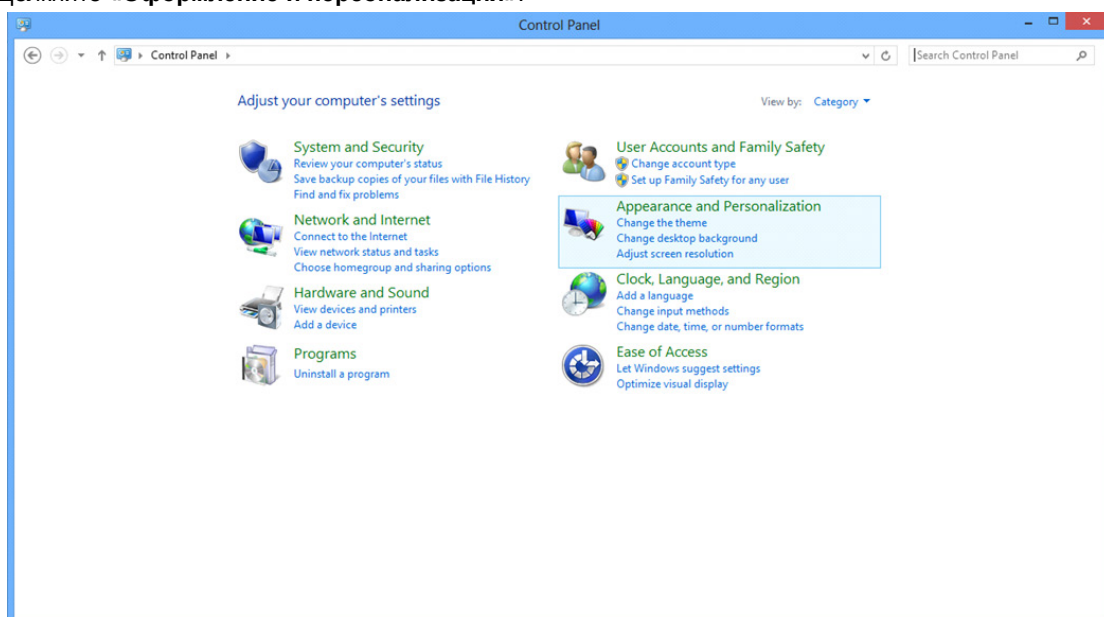 «Оформление и персонализация».
Control Panel
Control Panel
Search Control Panel
Adjust your computer's settings
View by: Category
System and Security
Review your computer's status
Save backup copies of your files with File History
Find and fix problems
Network and Internet
Connect to the Internet
View network status and tasks
Choose homegroup and sharing options
Hardware and Sound
View devices and printers
Add a device
Programs
Uninstall a program
User Accounts and Family Safety
Change account type
Set up Family Safety for any user
Appearance and Personalization
Change the theme
Change desktop background
Adjust screen resolution
Clock, Language, and Region
Add a language
Change input methods
Change date, time, or number formats
Ease of Access
Let Windows suggest settings
Optimize visual display